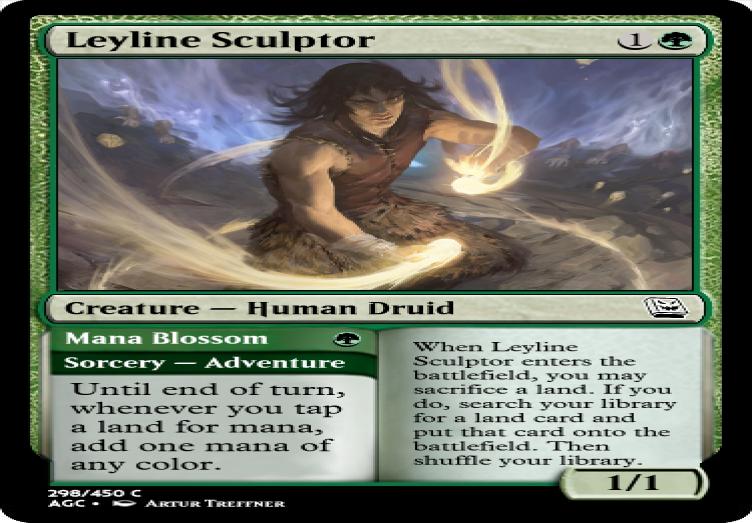 Leyline Sculptor 1
Creature — Human Druid
Mana Blossom
Sorcery — Adventure
Until end of turn,
whenever you tap
a land for mana,
add one mana of
any color.
When Leyline
Sculptor enters the
battlefield, you may
sacrifice a land. If you
do, search your library
for a land card and
put that card onto the
battlefield. Then
shuffle your library.
1/1
298/450 C
AGC • Artur Treffner